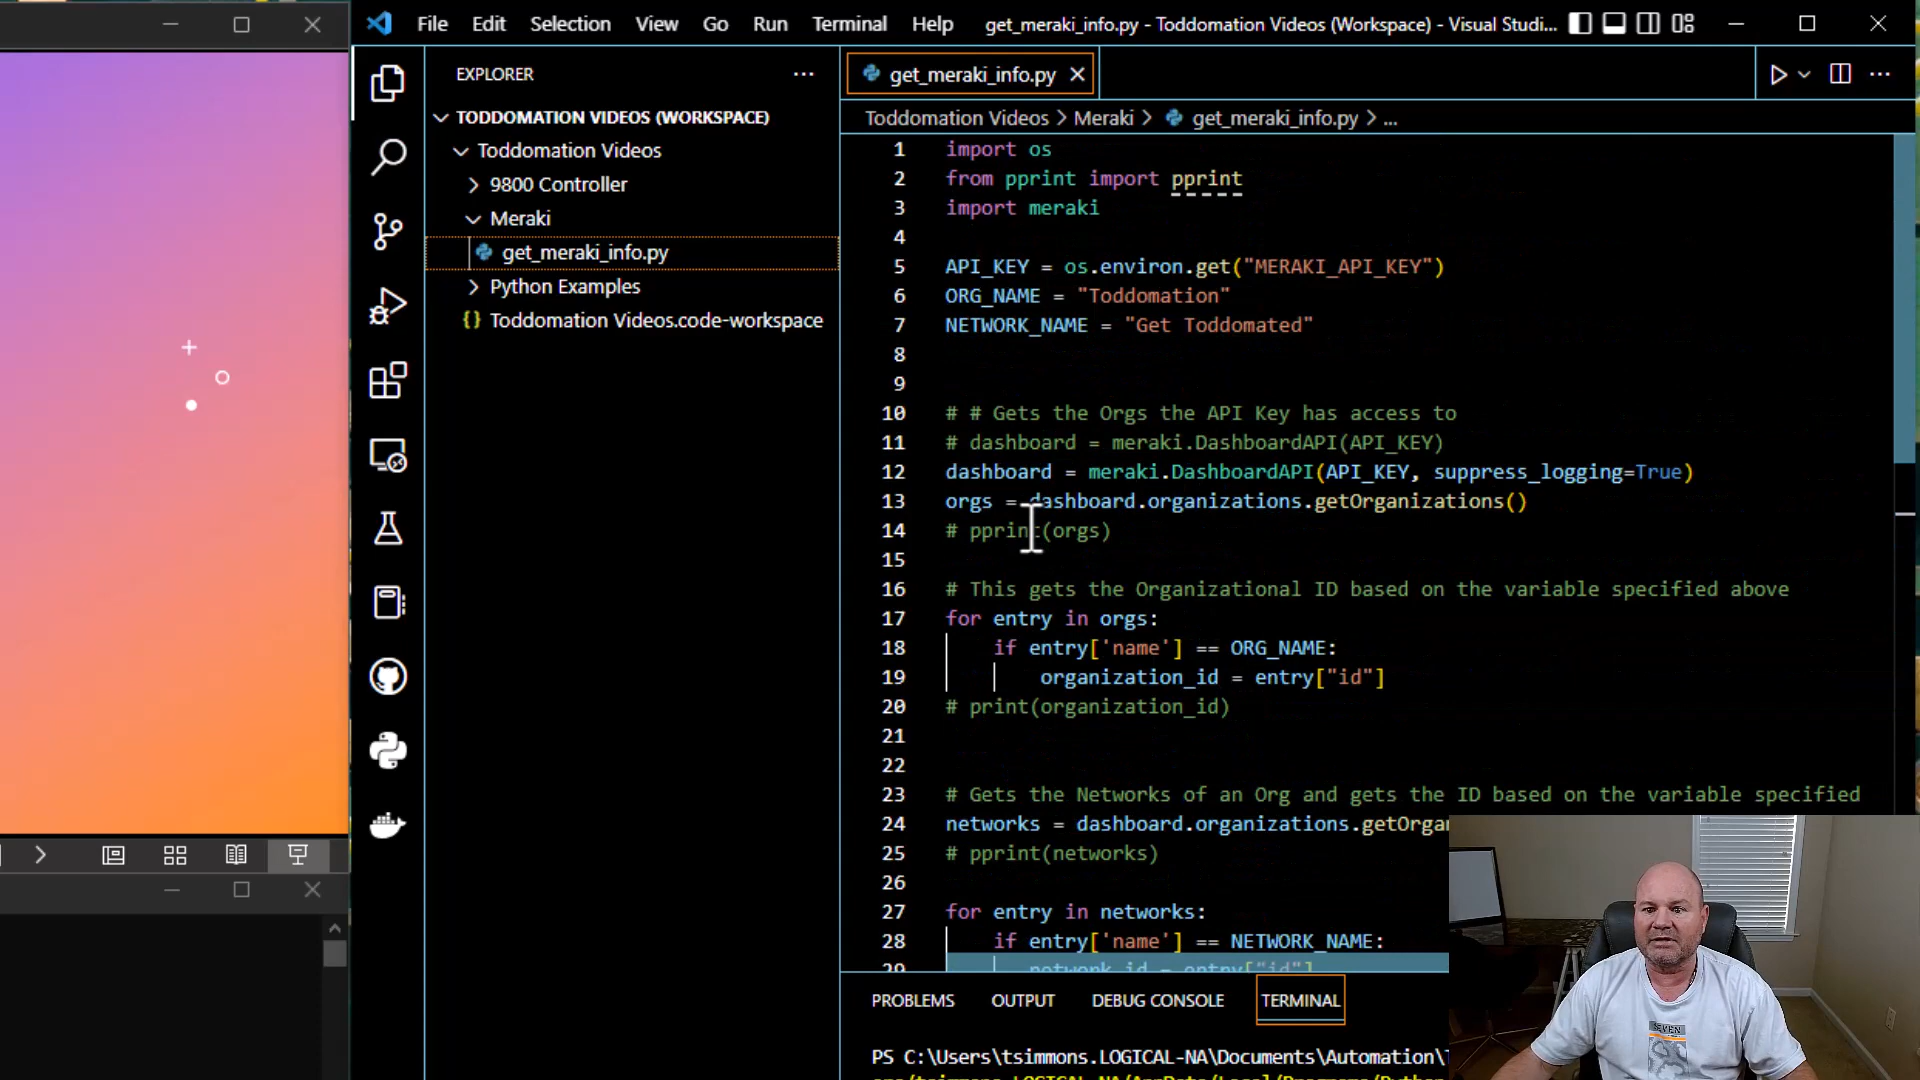 File Edit Selection View Go Run Terminal Help get_meraki_info.py - Toddomation Videos (Workspace) - Visual Studi...
EXPLORER
TODDOMATION VIDEOS (WORKSPACE)
Toddomation Videos
9800 Controller
Meraki
get_meraki_info.py
Python Examples
{} Toddomation Videos.code-workspace
get_meraki_info.py
Toddomation Videos > Meraki > get_meraki_info.py > ...
1 import os
2 from pprint import pprint
3 import meraki
4
5 API_KEY = os.environ.get("MERAKI_API_KEY")
6 ORG_NAME = "Toddomation"
7 NETWORK_NAME = "Get Toddomated"
8
9
10 # # Gets the Orgs the API Key has access to
11 # dashboard = meraki.DashboardAPI(API_KEY)
12 dashboard = meraki.DashboardAPI(API_KEY, suppress_logging=True)
13 orgs = dashboard.organizations.getOrganizations()
14 # pprint(orgs)
15
16 # This gets the Organizational ID based on the variable specified above
17 for entry in orgs:
18 if entry['name'] == ORG_NAME:
19 organization_id = entry["id"]
20 # print(organization_id)
21
22
23 # Gets the Networks of an Org and gets the ID based on the variable specified
24 networks = dashboard.organizations.getOrgan
25 # pprint(networks)
26
27 for entry in networks:
28 if entry['name'] == NETWORK_NAME:
29 network_id = entry["id"]
PROBLEMS OUTPUT DEBUG CONSOLE TERMINAL
PS C:\Users\tsimmons.LOGICAL-NA\Documents\Automation\
SEVEN